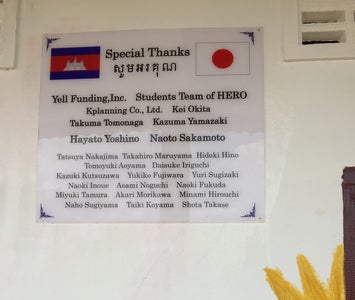 Special Thanks
សូមអរគុណ
Yell Funding,Inc. Students Team of HERO
Kplanning Co., Ltd. Kei Okita
Takuma Tomonaga Kazuma Yamazaki
Hayato Yoshino Naoto Sakamoto
Tatsuya Nakajima Takahiro Maruyama Hideki Hino
Tomoyuki Aoyama Daisuke Iriguchi
Kazuki Kutsuzawa Yukiko Fujiwara Yuri Sugizaki
Naoki Inoue Asami Noguchi Naoki Fukuda
Miyuki Tamura Akari Morikawa Minami Hirouchi
Naho Sugiyama Taiki Koyama Shota Takase